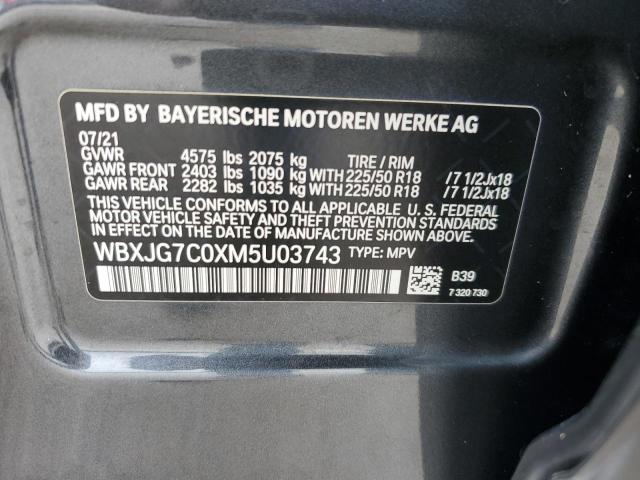 MFD BY BAYERISCHE MOTOREN WERKE AG
07/21
GVWR 4575 lbs 2075 kg TIRE / RIM
GAWR FRONT 2403 lbs 1090 kg WITH 225/50 R18 / 7 1/2Jx18
GAWR REAR 2282 lbs 1035 kg WITH 225/50 R18 / 7 1/2Jx18
THIS VEHICLE CONFORMS TO ALL APPLICABLE U. S. FEDERAL
MOTOR VEHICLE SAFETY AND THEFT PREVENTION STANDARDS
IN EFFECT ON THE DATE OF MANUFACTURE SHOWN ABOVE.
WBXJG7C0XM5U03743 TYPE: MPV
B39
7 320 730